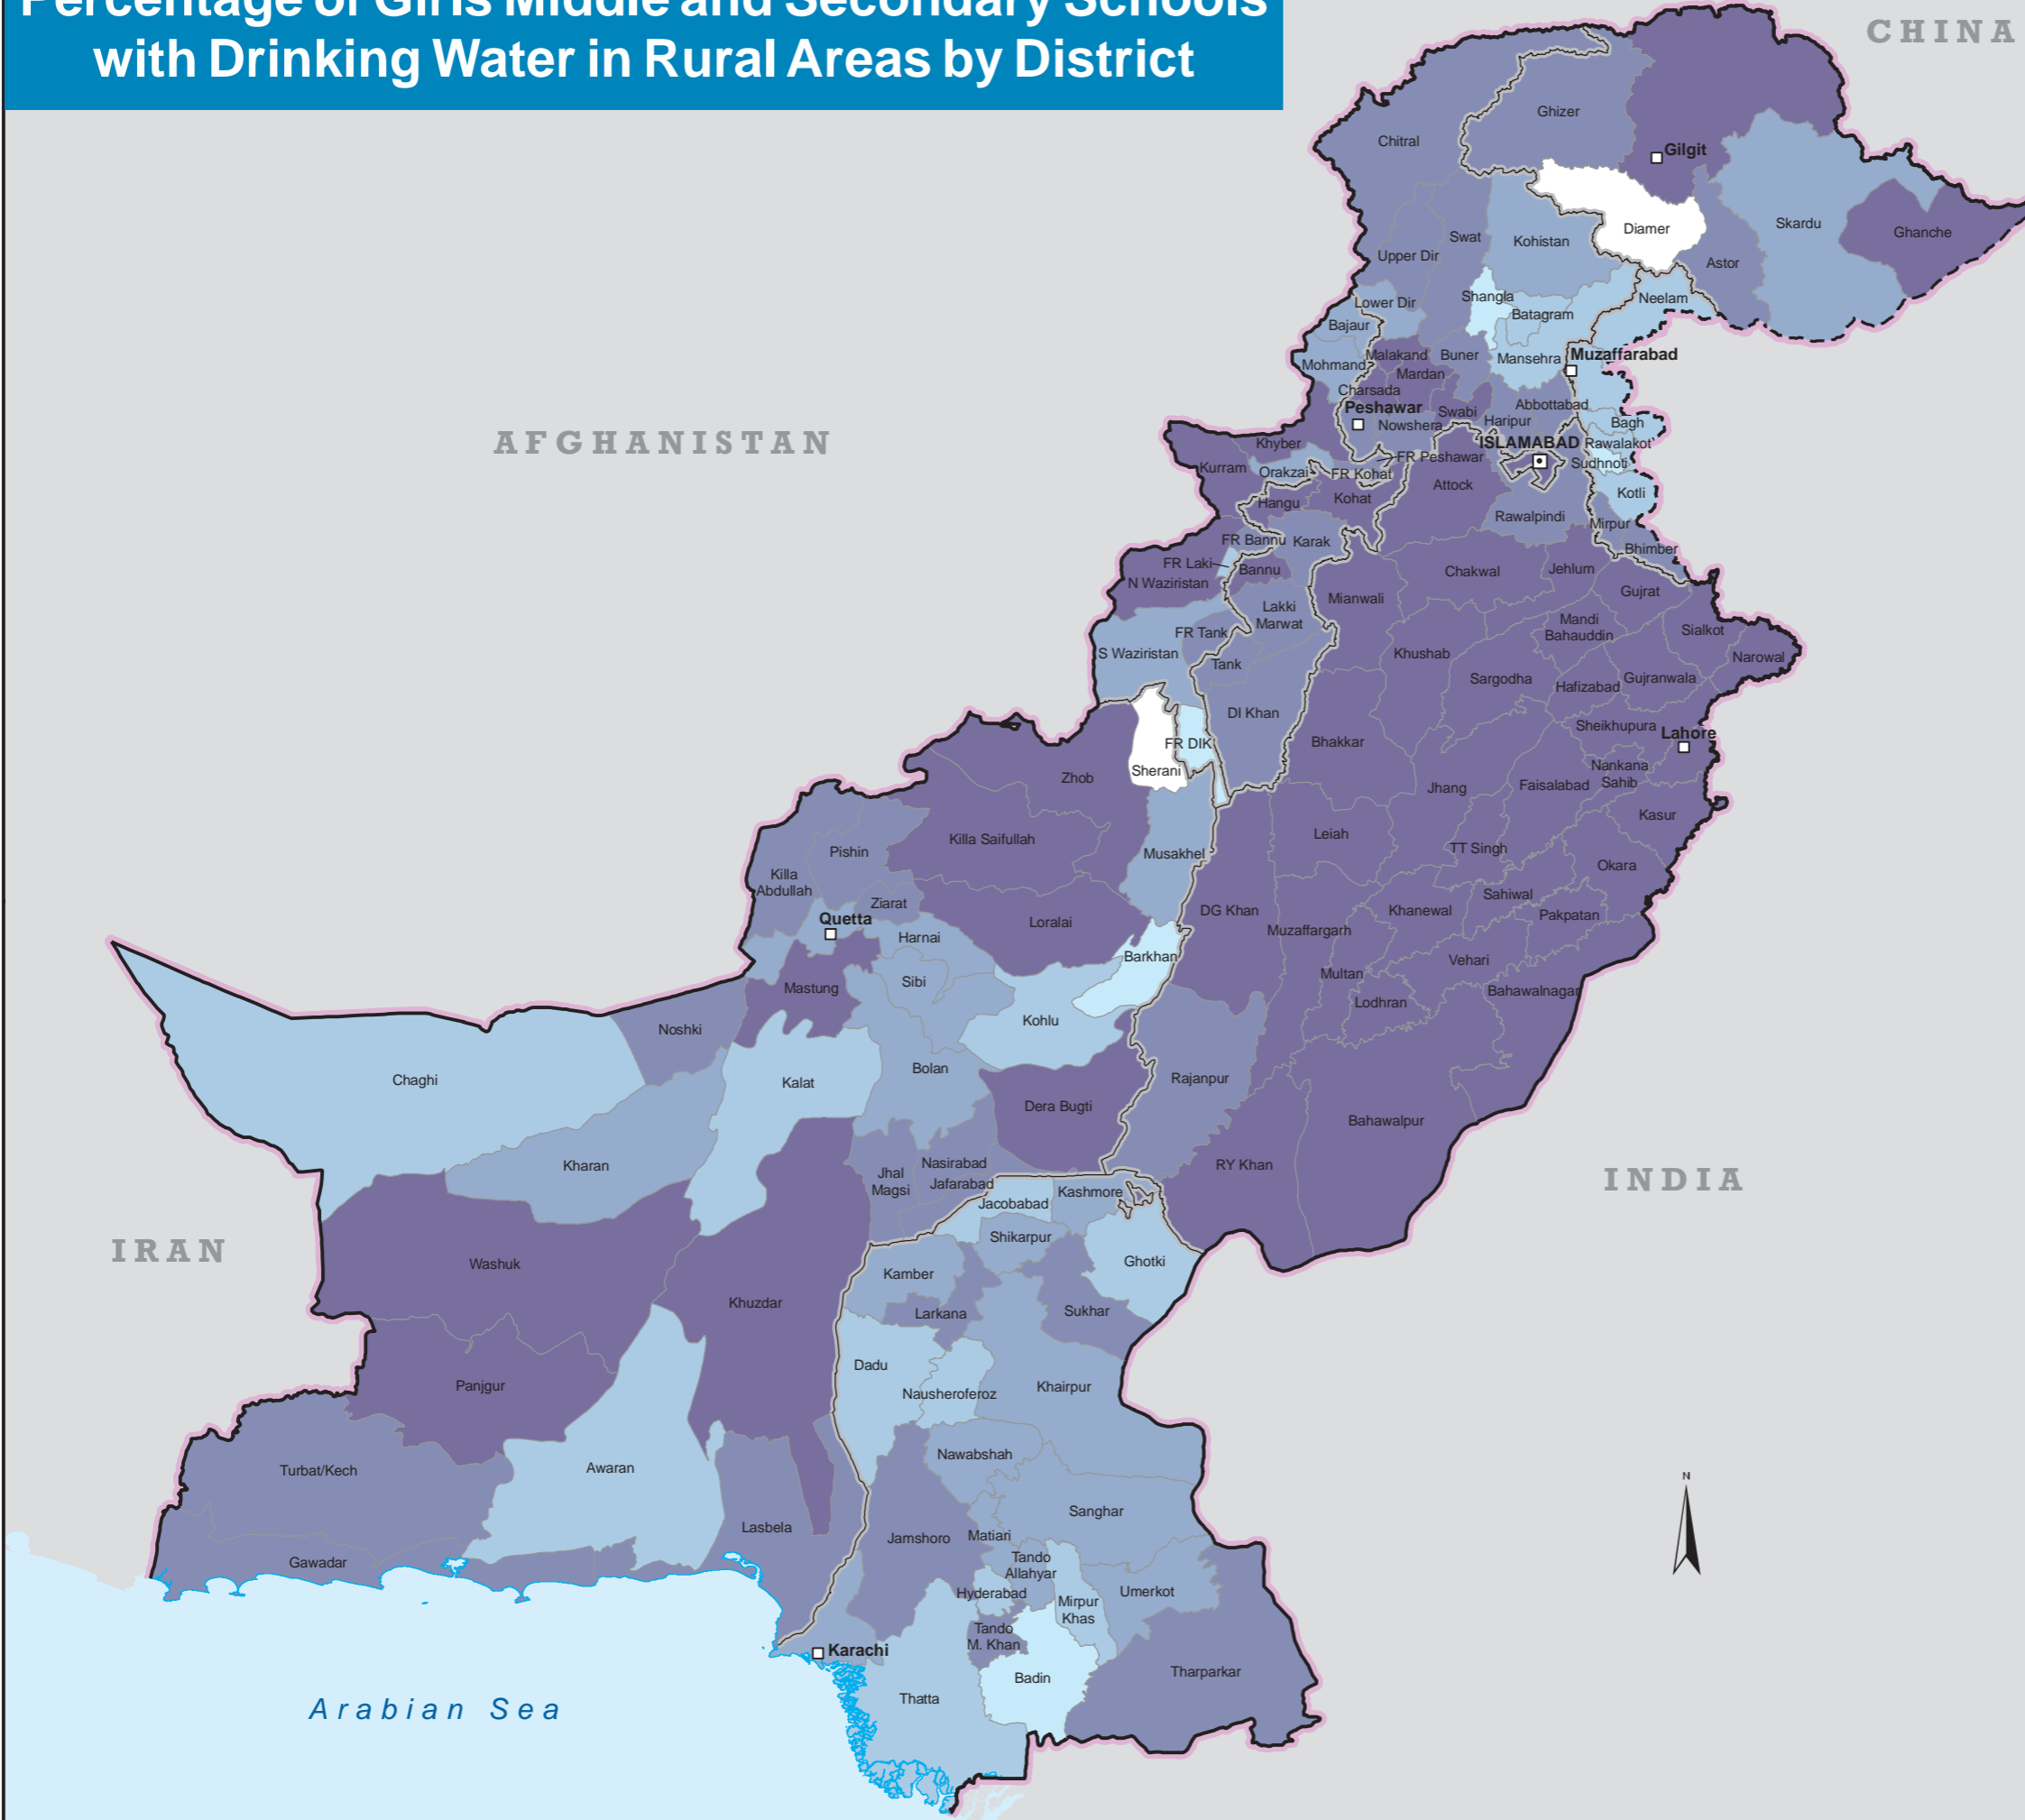 Percentage of Girls Middle and Secondary Schools
with Drinking Water in Rural Areas by District
CHINA
Ghizer
Chitral
Gilgit
Skardu
Diamer
Ghanche
Swat
Kohistan
Upper Dir
Astor
Shangla
Neelam
Lower Dir
Batagram
Bajaur
Malakand
Buner
Mansehra
Muzaffarabad
Mohmand
Mardan
Charsada
Abbottabad
Peshawar
Swabi
Haripur
Bagh
Nowshera
AFGHANISTAN
Khyber
ISLAMABAD
Rawalakot
FR Peshawar
Sudhnoti
Kurram
Orakzai
FR Kohat
Attock
Kotli
Hangu
Kohat
Rawalpindi
Mirpur
FR Bannu
Karak
Bhimber
FR Laki
Bannu
Chakwal
Jehlum
N Waziristan
Mianwali
Gujrat
Lakki
Marwat
Mandi
Bahauddin
FR Tank
Sialkot
S Waziristan
Khushab
Narowal
Tank
Sargodha
Hafizabad
Gujranwala
DI Khan
Sheikhupura
Lahore
FR DIK
Bhakkar
Sherani
Zhob
Nankana
Sahib
Jhang
Faisalabad
Kasur
Killa Saifullah
Leiah
Pishin
Musakhel
TT Singh
Okara
Killa
Abdullah
Ziarat
Sahiwal
Quetta
Loralai
DG Khan
Khanewal
Pakpatan
Harnai
Muzaffargarh
Barkhan
Vehari
Sibi
Multan
Mastung
Bahawalnagar
Lodhran
Kohlu
Noshki
Bolan
Chaghi
Kalat
Rajanpur
Dera Bugti
Bahawalpur
Kharan
Jhal
Magsi
Nasirabad
RY Khan
INDIA
Jafarabad
Kashmore
Jacobabad
Shikarpur
IRAN
Washuk
Ghotki
Kamber
Khuzdar
Larkana
Sukhar
Dadu
Panjgur
Nausheroferoz
Khairpur
Nawabshah
Turbat/Kech
Awaran
N
Sanghar
Lasbela
Jamshoro
Matiari
Gawadar
Tando
Allahyar
Hyderabad
Umerkot
Mirpur
Khas
Tando
M. Khan
Karachi
Badin
Tharparkar
Thatta
Arabian Sea